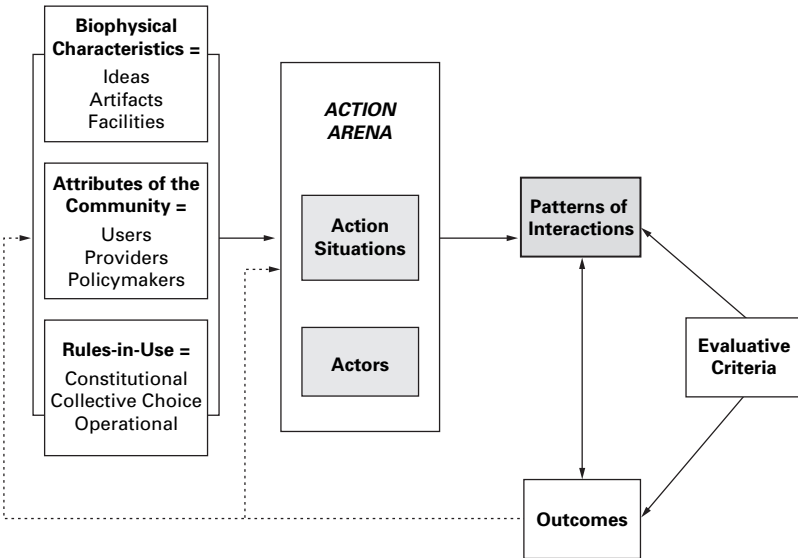 Biophysical
Characteristics =
Ideas
Artifacts
Facilities
Attributes of the
Community =
Users
Providers
Policymakers
Rules-in-Use =
Constitutional
Collective Choice
Operational
ACTION
ARENA
Action
Situations
Actors
Patterns of
Interactions
Evaluative
Criteria
Outcomes